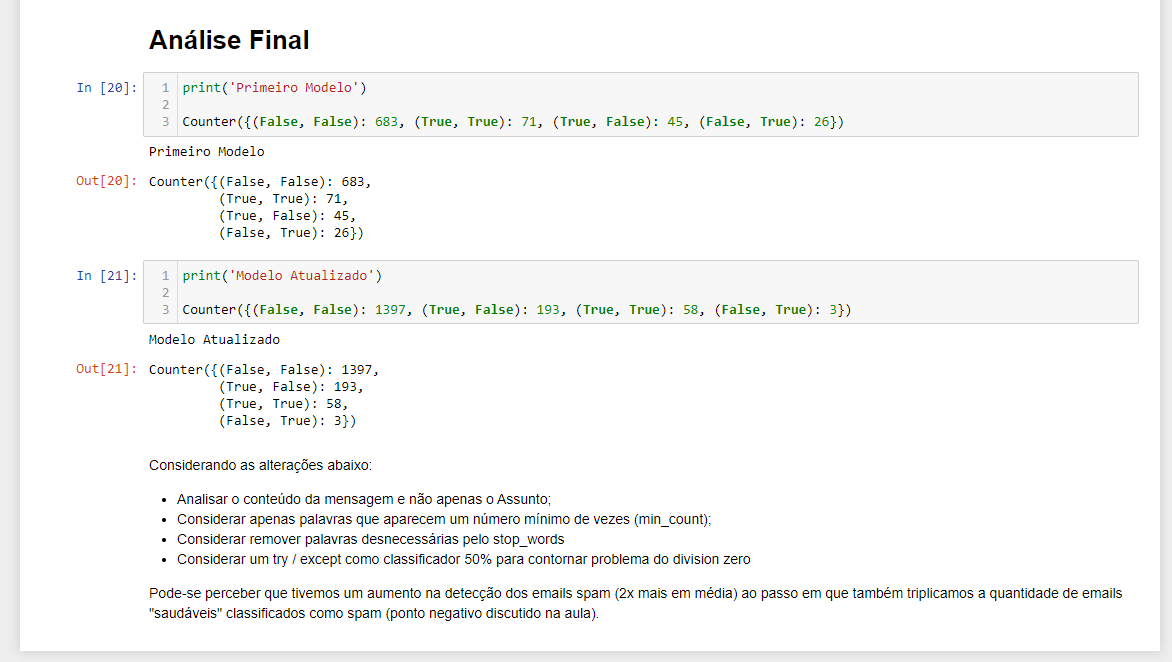 Análise Final
In [20]:
1 print('Primeiro Modelo')
2
3 Counter({(False, False): 683, (True, True): 71, (True, False): 45, (False, True): 26})
Primeiro Modelo
Out[20]: Counter({(False, False): 683,
(True, True): 71,
(True, False): 45,
(False, True): 26})
In [21]:
1 print('Modelo Atualizado')
2
3 Counter({(False, False): 1397, (True, False): 193, (True, True): 58, (False, True): 3})
Modelo Atualizado
Out[21]: Counter({(False, False): 1397,
(True, False): 193,
(True, True): 58,
(False, True): 3})
Considerando as alterações abaixo:
• Analisar o conteúdo da mensagem e não apenas o Assunto;
• Considerar apenas palavras que aparecem um número mínimo de vezes (min_count);
• Considerar remover palavras desnecessárias pelo stop_words
• Considerar um try / except como classificador 50% para contornar problema do division zero
Pode-se perceber que tivemos um aumento na detecção dos emails spam (2x mais em média) ao passo em que também triplicamos a quantidade de emails
"saudáveis" classificados como spam (ponto negativo discutido na aula).